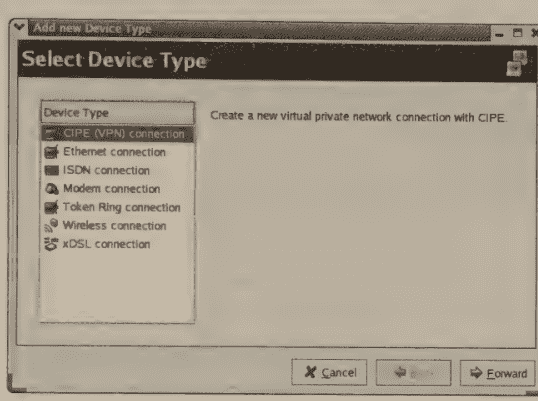 Add new Device Type
Select Device Type
Device Type
CIPE (VPN) connection
Ethernet connection
ISDN connection
Modem connection
Token Ring connection
Wireless connection
xDSL connection
Create a new virtual private network connection with CIPE.
Cancel
Forward